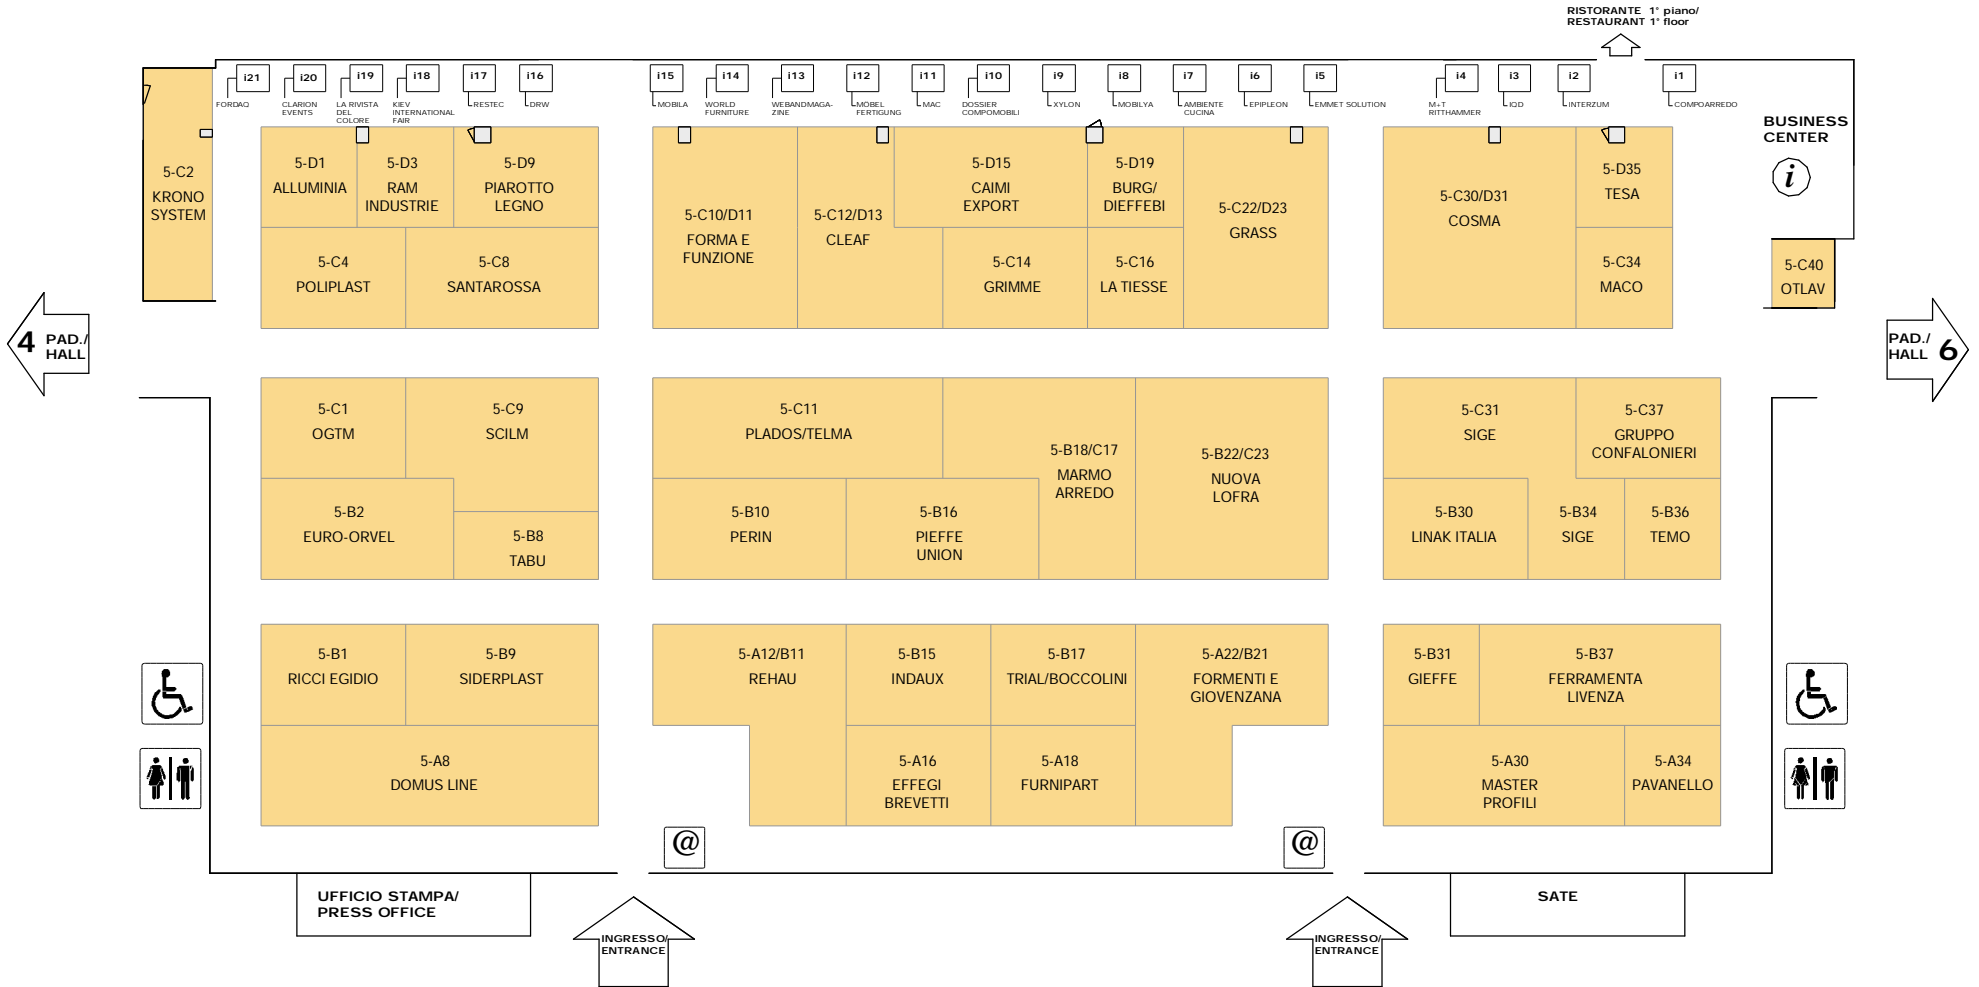 RISTORANTE 1° piano/
RESTAURANT 1° floor
i21
i20
i19
i18
i17
i16
i15
i14
i13
i12
i11
i10
i9
i8
i7
i6
i5
i4
i3
i2
i1
FORDAQ
CLARION
EVENTS
LA RIVISTA
DEL
COLORE
KIEV
INTERNATIONAL
FAIR
RESTEC
DRW
MOBILA
WORLD
FURNITURE
WEBANDMAGA-
ZINE
MÖBEL
FERTIGUNG
MAC
DOSSIER
COMPOMOBILI
XYLON
MOBILYA
AMBIENTE
CUCINA
EPIPLEON
EMMET SOLUTION
M+T
RITTHAMMER
IQD
INTERZUM
COMPOARREDO
BUSINESS
CENTER
i
5-C2
KRONO
SYSTEM
5-D1
ALLUMINIA
5-D3
RAM
INDUSTRIE
5-D9
PIAROTTO
LEGNO
5-C10/D11
FORMA E
FUNZIONE
5-C12/D13
CLEAF
5-D15
CAIMI
EXPORT
5-D19
BURG/
DIEFFEBI
5-C22/D23
GRASS
5-C30/D31
COSMA
5-D35
TESA
5-C4
POLIPLAST
5-C8
SANTAROSSA
5-C14
GRIMME
5-C16
LA TIESSE
5-C34
MACO
5-C40
OTLAV
4 PAD./
HALL
PAD./
HALL 6
5-C1
OGTM
5-C9
SCILM
5-C11
PLADOS/TELMA
5-B18/C17
MARMO
ARREDO
5-B22/C23
NUOVA
LOFRA
5-C31
SIGE
5-C37
GRUPPO
CONFALONIERI
5-B2
EURO-ORVEL
5-B8
TABU
5-B10
PERIN
5-B16
PIEFFE
UNION
5-B30
LINAK ITALIA
5-B34
SIGE
5-B36
TEMO
5-B1
RICCI EGIDIO
5-B9
SIDERPLAST
5-A12/B11
REHAU
5-B15
INDAUX
5-B17
TRIAL/BOCCOLINI
5-A22/B21
FORMENTI E
GIOVENZANA
5-B31
GIEFFE
5-B37
FERRAMENTA
LIVENZA
5-A8
DOMUS LINE
5-A16
EFFEGI
BREVETTI
5-A18
FURNIPART
5-A30
MASTER
PROFILI
5-A34
PAVANELLO
@
@
UFFICIO STAMPA/
PRESS OFFICE
SATE
INGRESSO/
ENTRANCE
INGRESSO/
ENTRANCE